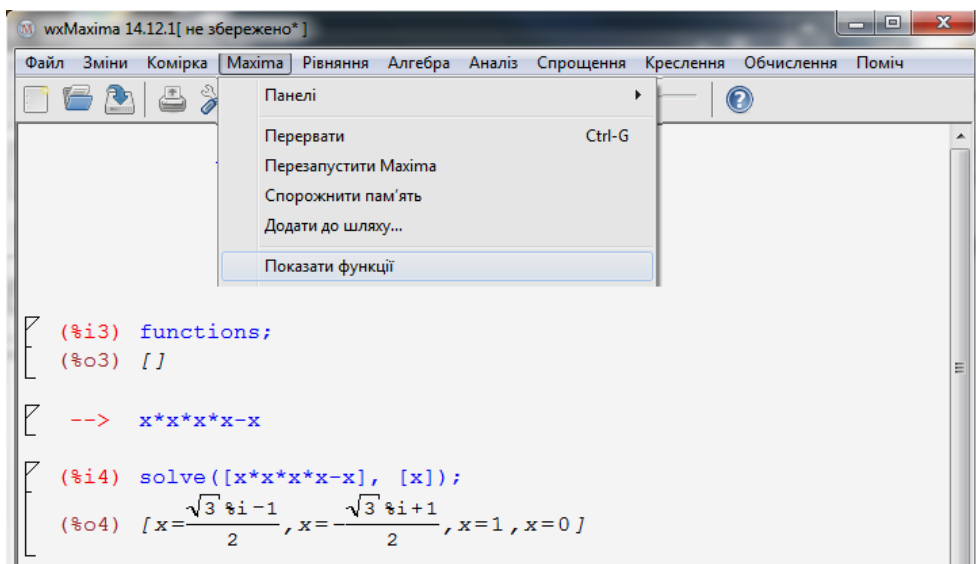 wxMaxima 14.12.1[ не збережено* ]
Файл Зміни Комірка Maxima Рівняння Алгебра Аналіз Спрощення Креслення Обчислення Поміч
Панелі
Перервати Ctrl-G
Перезапустити Maxima
Спорожнити пам’ять
Додати до шляху...
Показати функції
(%i3) functions;
(%o3) []
--> x*x*x*x-x
(%i4) solve([x*x*x*x-x], [x]);
(%o4) [x=(√3 %i-1)/2, x=-(√3 %i+1)/2, x=1, x=0]